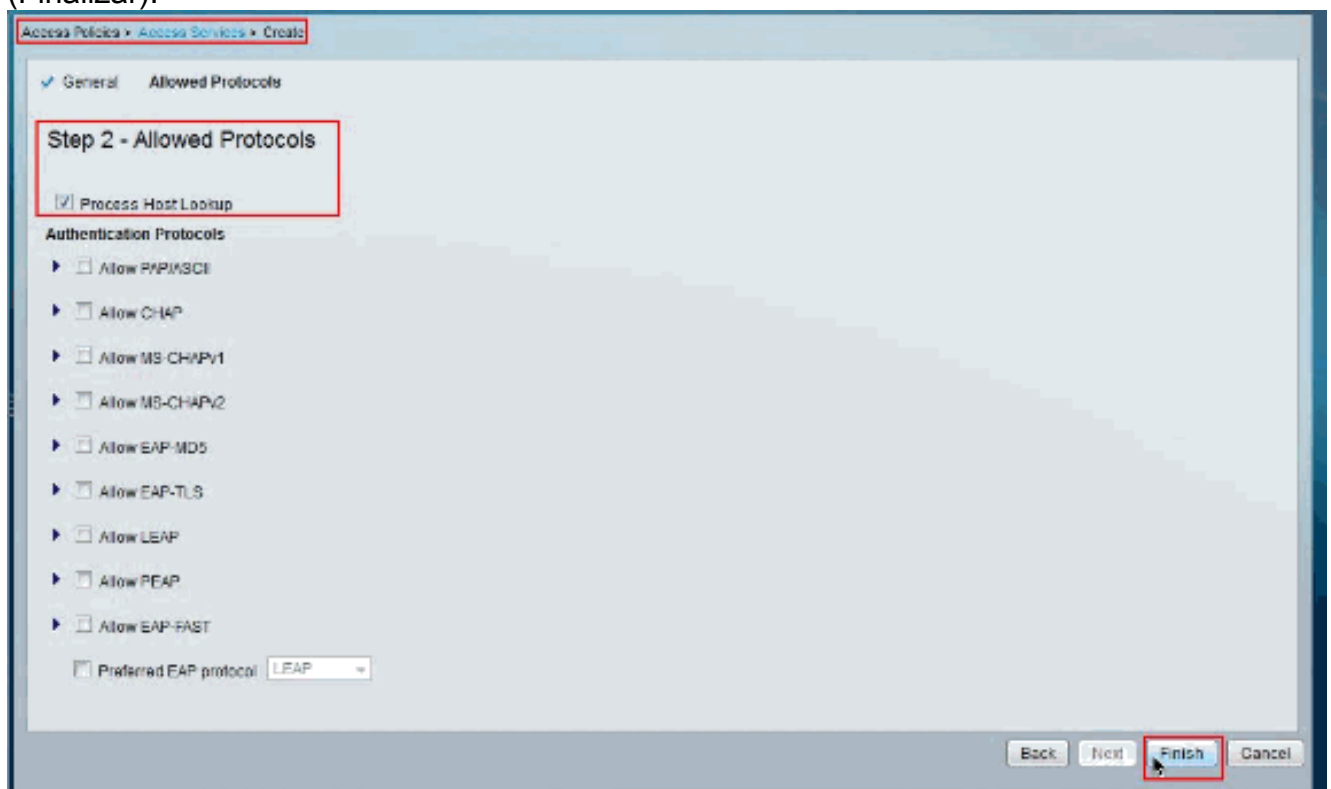 (Finalizar).
Access Policies > Access Services > Create
General Allowed Protocols
Step 2 - Allowed Protocols
Process Host Lookup
Authentication Protocols
Allow PAP/ASCII
Allow CHAP
Allow MS-CHAPv1
Allow MS-CHAPv2
Allow EAP-MD5
Allow EAP-TLS
Allow LEAP
Allow PEAP
Allow EAP-FAST
Preferred EAP protocol LEAP
Back Next Finish Cancel